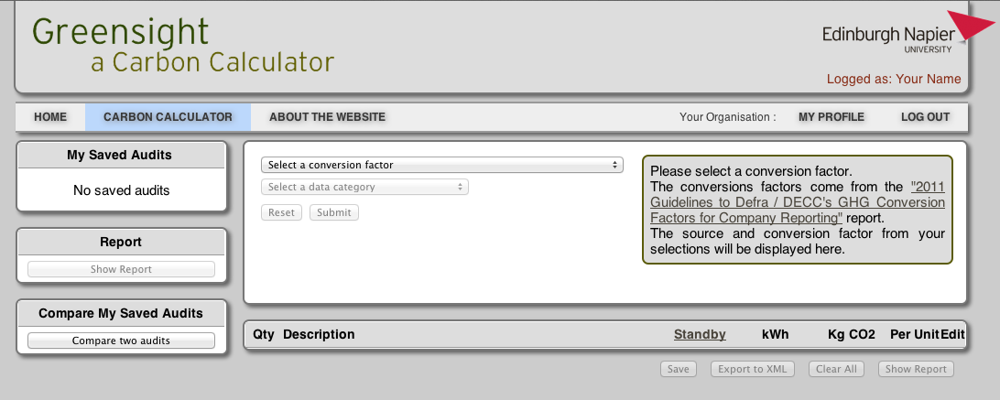 Greensight
a Carbon Calculator
Edinburgh Napier
UNIVERSITY
Logged as: Your Name
HOME CARBON CALCULATOR ABOUT THE WEBSITE Your Organisation : MY PROFILE LOG OUT
My Saved Audits
No saved audits
Report
Show Report
Compare My Saved Audits
Compare two audits
Select a conversion factor
Select a data category
Reset Submit
Please select a conversion factor.
The conversions factors come from the "2011
Guidelines to Defra / DECC's GHG Conversion
Factors for Company Reporting" report.
The source and conversion factor from your
selections will be displayed here.
Qty Description Standby kWh Kg CO2 Per Unit Edit
Save Export to XML Clear All Show Report